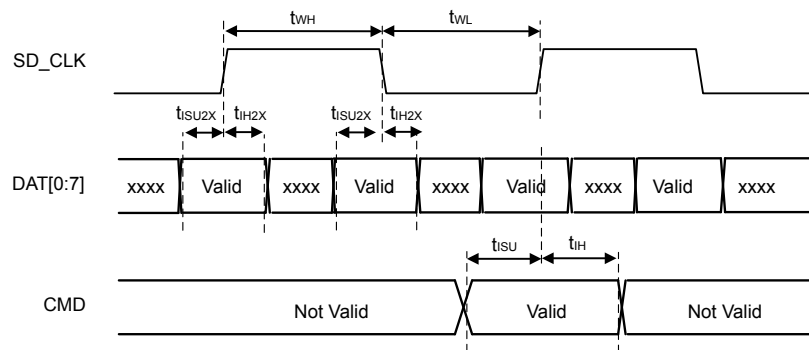 tWH tWL
SD_CLK
tISU2X tIH2X tISU2X tIH2X
DAT[0:7] xxxx Valid xxxx Valid xxxx Valid xxxx Valid xxxx
tISU tIH
CMD Not Valid Valid Not Valid